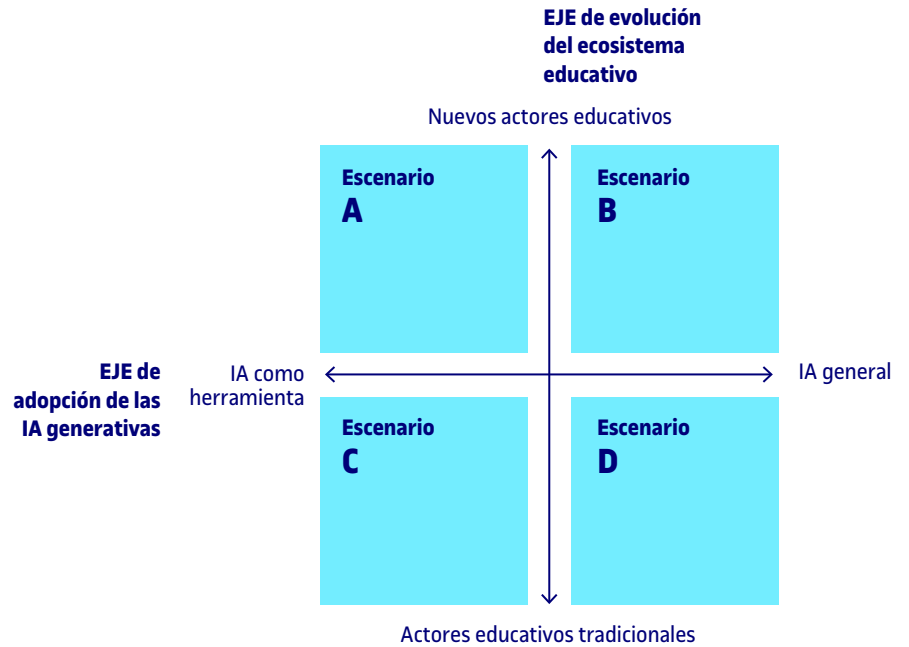 EJE de evolución
del ecosistema
educativo
Nuevos actores educativos
Escenario
A
Escenario
B
EJE de
adopción de las
IA generativas
IA como
herramienta
IA general
Escenario
C
Escenario
D
Actores educativos tradicionales